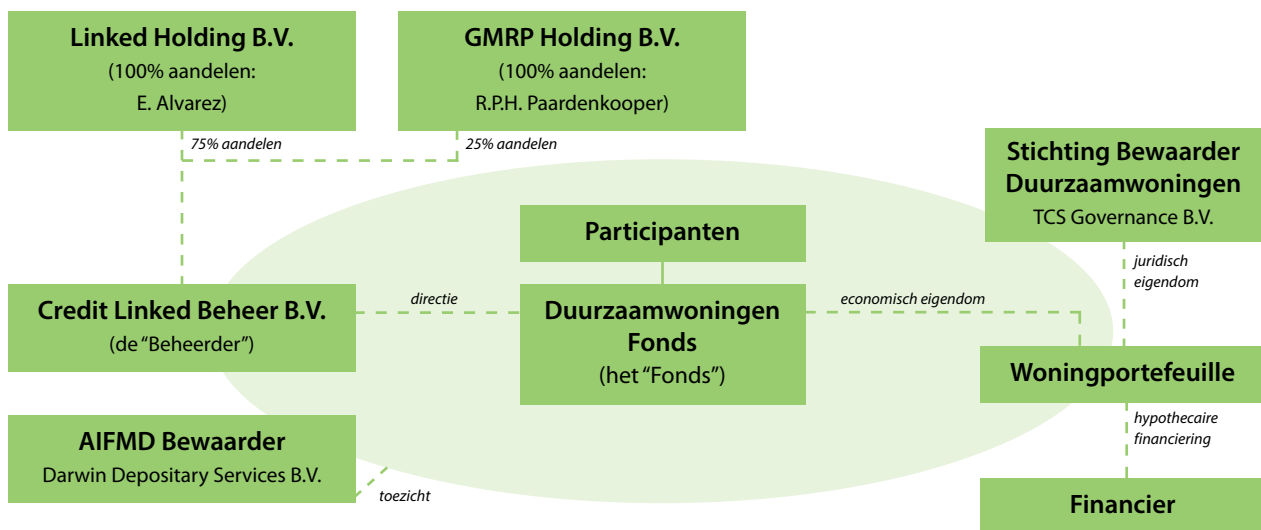 Linked Holding B.V.
(100% aandelen:
E. Alvarez)
GMRP Holding B.V.
(100% aandelen:
R.P.H. Paardenkooper)
75% aandelen
25% aandelen
Stichting Bewaarder
Duurzaamwoningen
TCS Governance B.V.
Participanten
juridisch
eigendom
Credit Linked Beheer B.V.
(de “Beheerder”)
directie
Duurzaamwoningen
Fonds
(het “Fonds”)
economisch eigendom
Woningportefeuille
AIFMD Bewaarder
Darwin Depositary Services B.V.
toezicht
hypothecaire
financiering
Financier